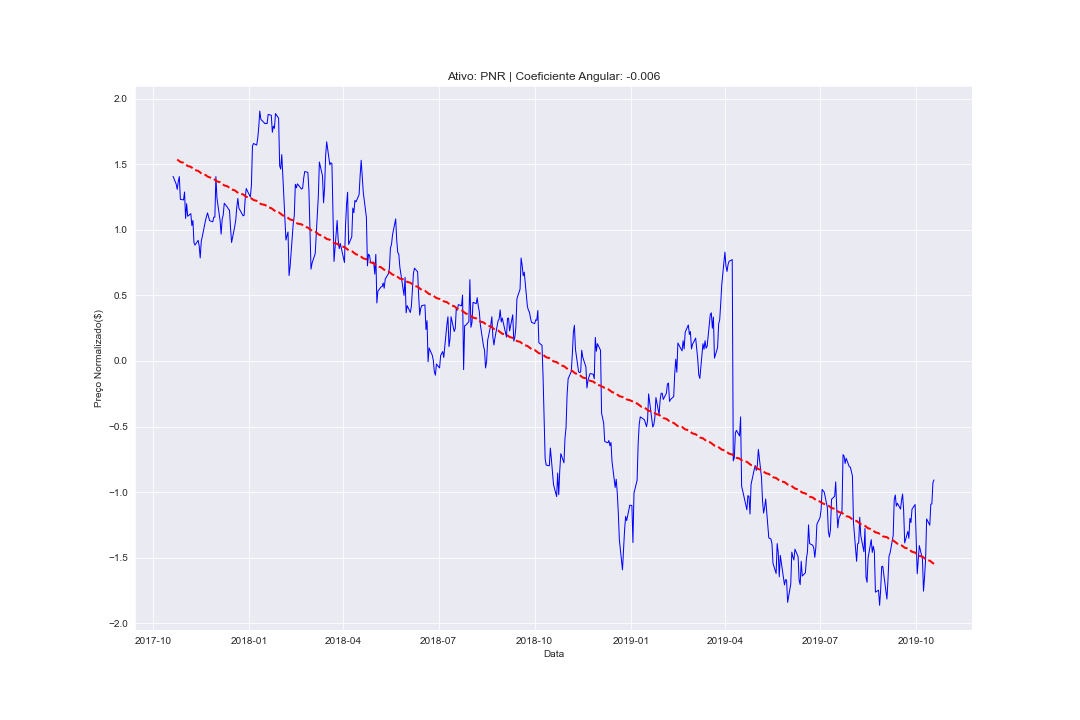 Ativo: PNR | Coeficiente Angular: -0.006
Preço Normalizado($)
2.0
1.5
1.0
0.5
0.0
−0.5
−1.0
−1.5
−2.0
2017-10 2018-01 2018-04 2018-07 2018-10 2019-01 2019-04 2019-07 2019-10
Data